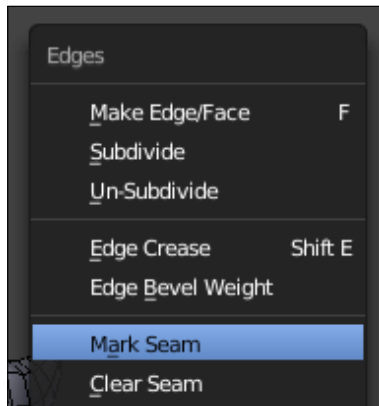 Edges
Make Edge/Face F
Subdivide
Un-Subdivide
Edge Crease Shift E
Edge Bevel Weight
Mark Seam
Clear Seam